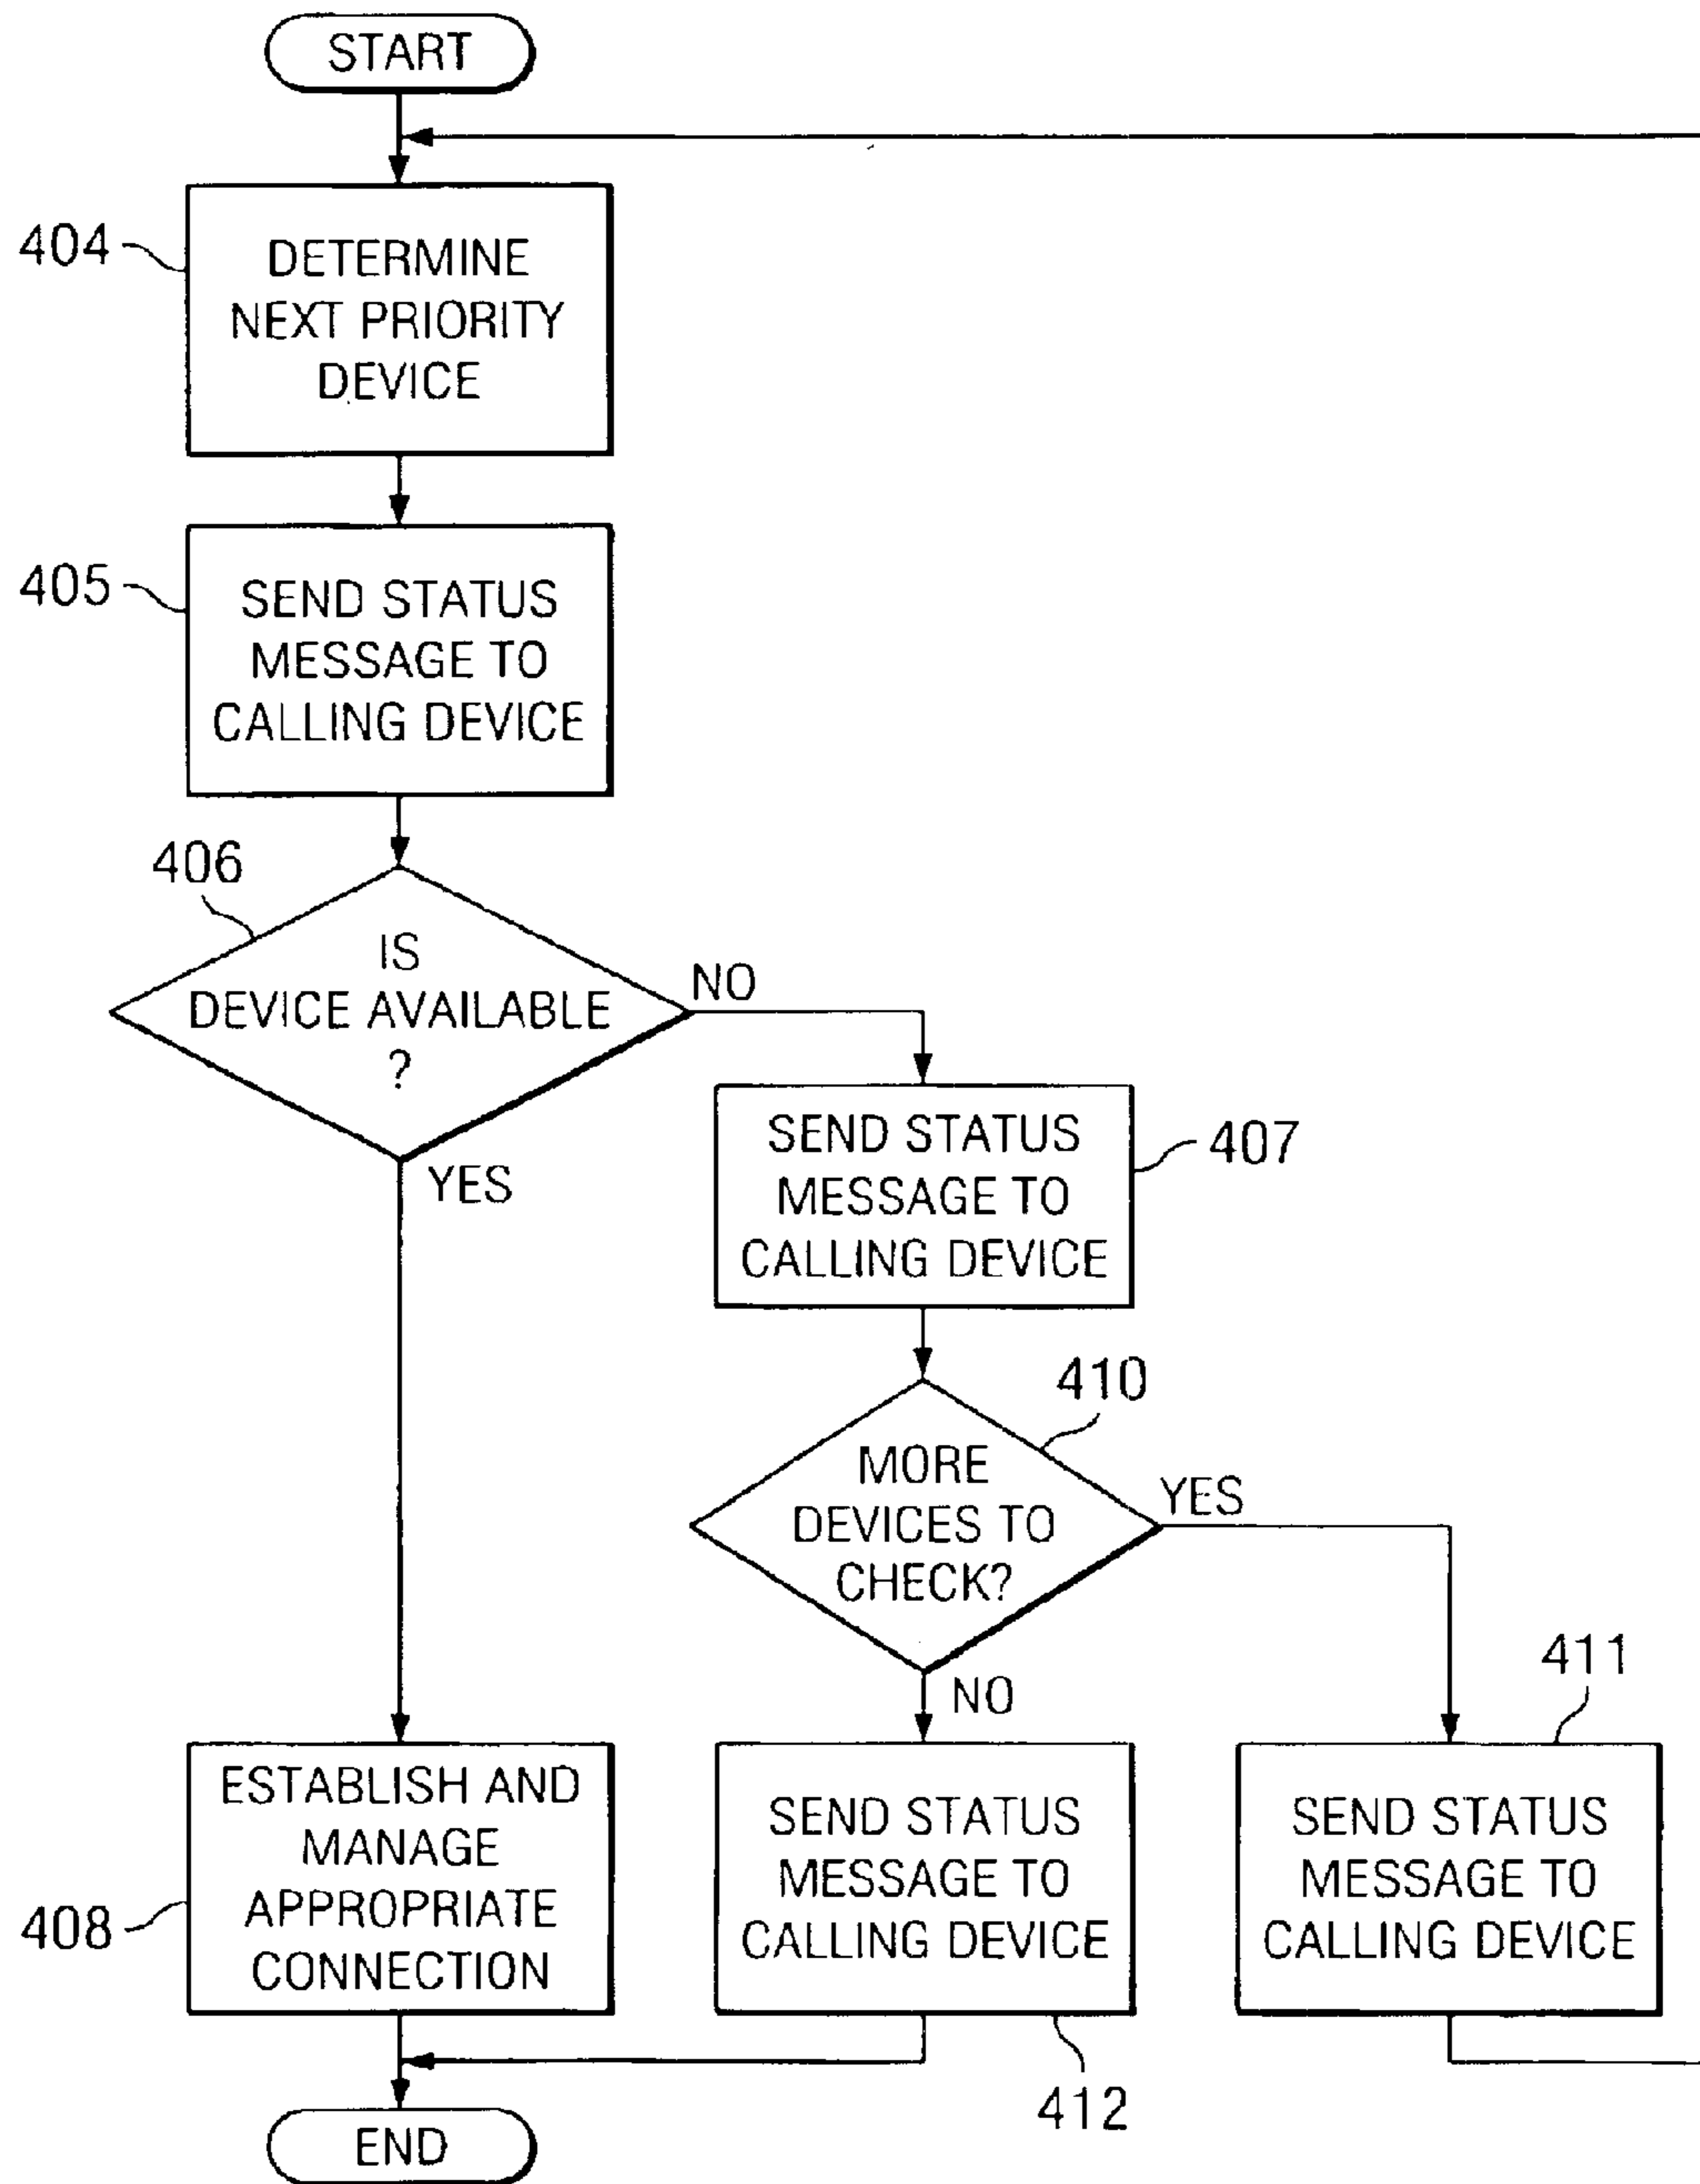 START
404
DETERMINE
NEXT PRIORITY
DEVICE
405
SEND STATUS
MESSAGE TO
CALLING DEVICE
406
IS
DEVICE AVAILABLE
?
NO
YES
SEND STATUS
MESSAGE TO
CALLING DEVICE
407
410
MORE
DEVICES TO
CHECK?
YES
NO
411
408
ESTABLISH AND
MANAGE
APPROPRIATE
CONNECTION
SEND STATUS
MESSAGE TO
CALLING DEVICE
412
SEND STATUS
MESSAGE TO
CALLING DEVICE
END